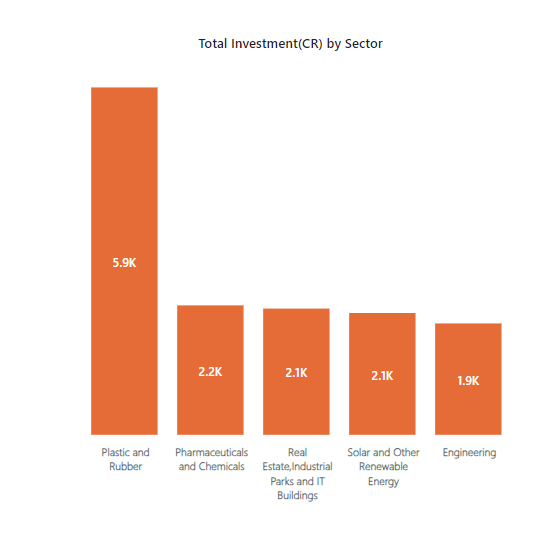 Total Investment(CR) by Sector
5.9K
2.2K
2.1K
2.1K
1.9K
Plastic and
Rubber
Pharmaceuticals
and Chemicals
Real
Estate,Industrial
Parks and IT
Buildings
Solar and Other
Renewable
Energy
Engineering